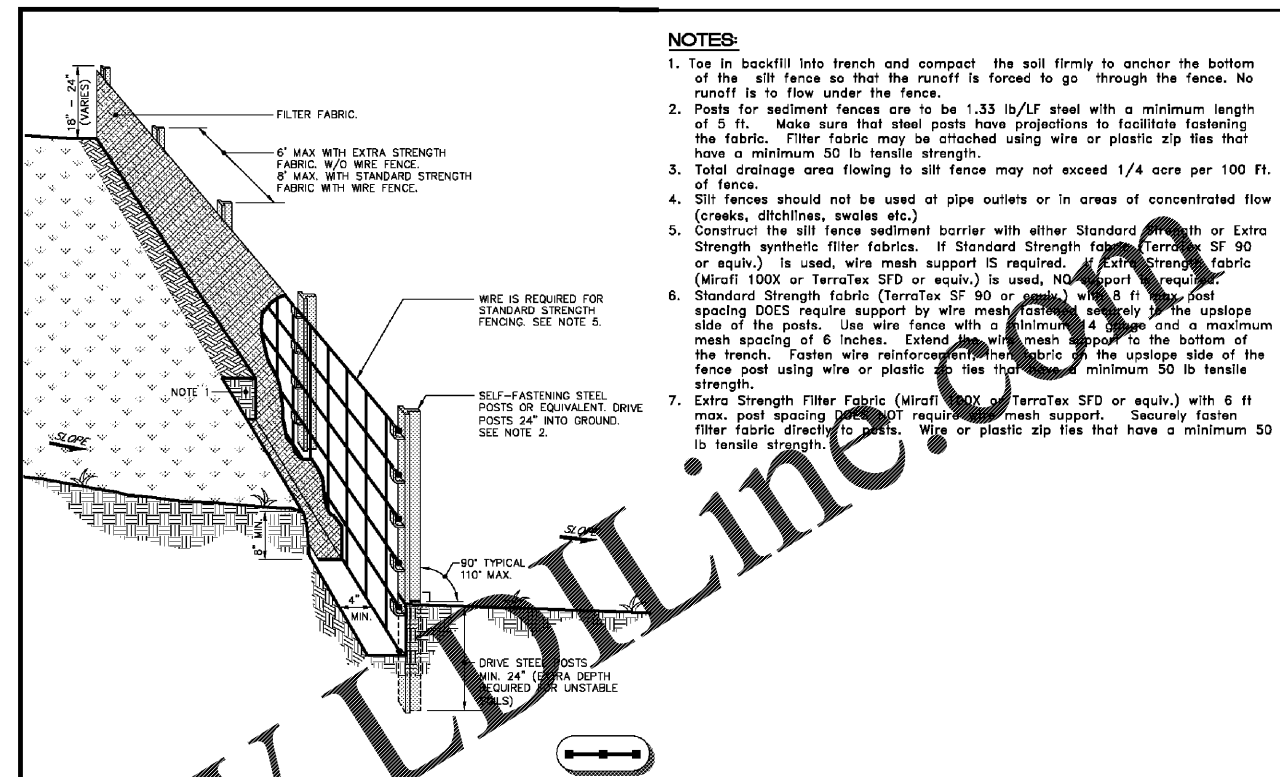 18" - 24"
(VARIES)
FILTER FABRIC.
6' MAX WITH EXTRA STRENGTH
FABRIC. W/O WIRE FENCE.
8' MAX. WITH STANDARD STRENGTH
FABRIC WITH WIRE FENCE.
WIRE IS REQUIRED FOR
STANDARD STRENGTH
FENCING. SEE NOTE 5.
NOTE 1
SELF-FASTENING STEEL
POSTS OR EQUIVALENT. DRIVE
POSTS 24" INTO GROUND.
SEE NOTE 2.
SLOPE
8" MIN.
SLOPE
90° TYPICAL
110° MAX.
4"
MIN.
DRIVE STEEL POSTS
MIN. 24" (EXTRA DEPTH
REQUIRED FOR UNSTABLE
SOILS)
NOTES:
1. Toe in backfill into trench and compact the soil firmly to anchor the bottom
of the silt fence so that the runoff is forced to go through the fence. No
runoff is to flow under the fence.
2. Posts for sediment fences are to be 1.33 lb/LF steel with a minimum length
of 5 ft. Make sure that steel posts have projections to facilitate fastening
the fabric. Filter fabric may be attached using wire or plastic zip ties that
have a minimum 50 lb tensile strength.
3. Total drainage area flowing to silt fence may not exceed 1/4 acre per 100 Ft.
of fence.
4. Silt fences should not be used at pipe outlets or in areas of concentrated flow
(creeks, ditchlines, swales etc.)
5. Construct the silt fence sediment barrier with either Standard Strength or Extra
Strength synthetic filter fabrics. If Standard Strength fabric (TerraTex SF 90
or equiv.) is used, wire mesh support IS required. If Extra Strength fabric
(Mirafi 100X or TerraTex SFD or equiv.) is used, NO support is required.
6. Standard Strength fabric (TerraTex SF 90 or equiv.) with 8 ft max. post
spacing DOES require support by wire mesh fastened securely to the upslope
side of the posts. Use wire fence with a minimum 14 gauge and a maximum
mesh spacing of 6 inches. Extend the wire mesh support to the bottom of
the trench. Fasten wire reinforcement, then fabric on the upslope side of the
fence post using wire or plastic zip ties that have a minimum 50 lb tensile
strength.
7. Extra Strength Filter Fabric (Mirafi 100X or TerraTex SFD or equiv.) with 6 ft
max. post spacing DOES NOT require wire mesh support. Securely fasten
filter fabric directly to posts. Wire or plastic zip ties that have a minimum 50
lb tensile strength.
LDILine.com